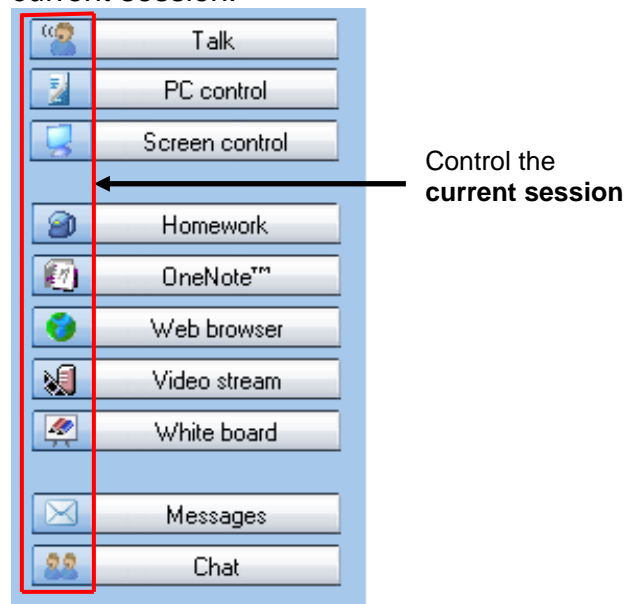 current session.
Talk
PC control
Screen control
Control the
current session
Homework
OneNote™
Web browser
Video stream
White board
Messages
Chat